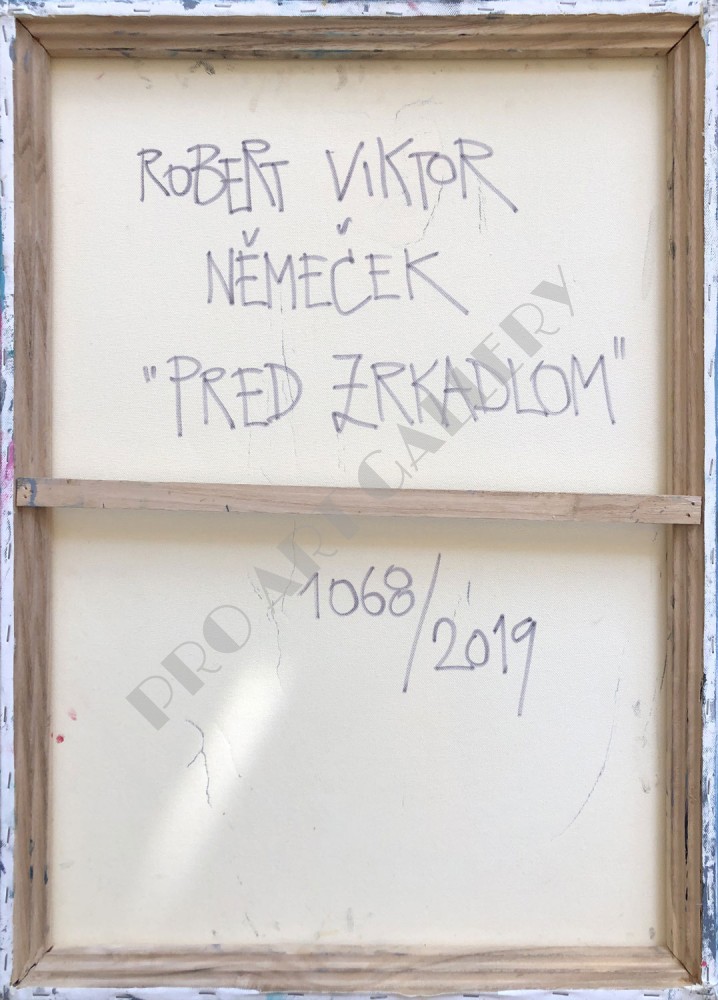 ROBERT VIKTOR
NĚMEČEK
"PRED ZRKADLOM"
1068/2019
PRO ART GALLERY